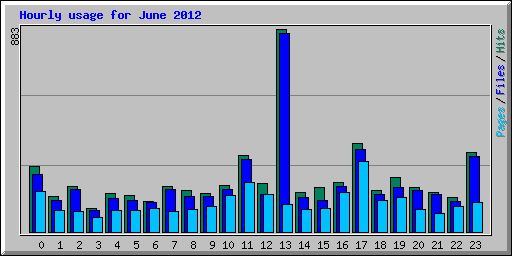 Hourly usage for June 2012
883
Pages / Files / Hits
0 1 2 3 4 5 6 7 8 9 10 11 12 13 14 15 16 17 18 19 20 21 22 23